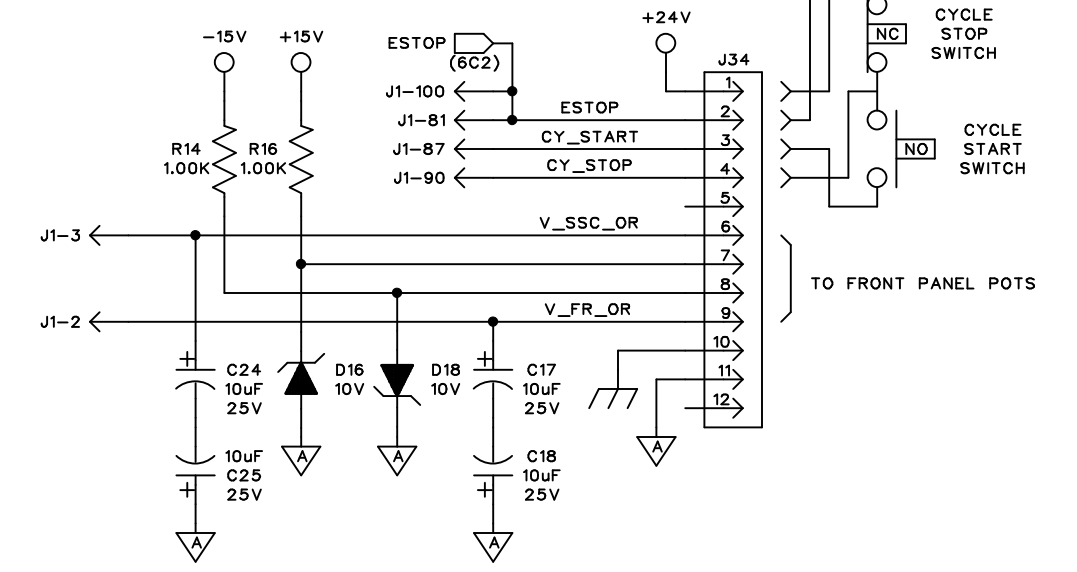 +24V
CYCLE
STOP
SWITCH
NC
-15V
+15V
ESTOP
(6C2)
J34
J1-100
1
J1-81
ESTOP
2
R14
1.00K
R16
1.00K
J1-87
CY_START
3
NO
CYCLE
START
SWITCH
J1-90
CY_STOP
4
5
J1-3
V_SSC_OR
6
7
TO FRONT PANEL POTS
8
J1-2
V_FR_OR
9
10
+
C24
10uF
25V
D16
10V
D18
10V
+
C17
10uF
25V
11
12
A
A
A
10uF
C25
25V
+
C18
10uF
25V
+
A
A